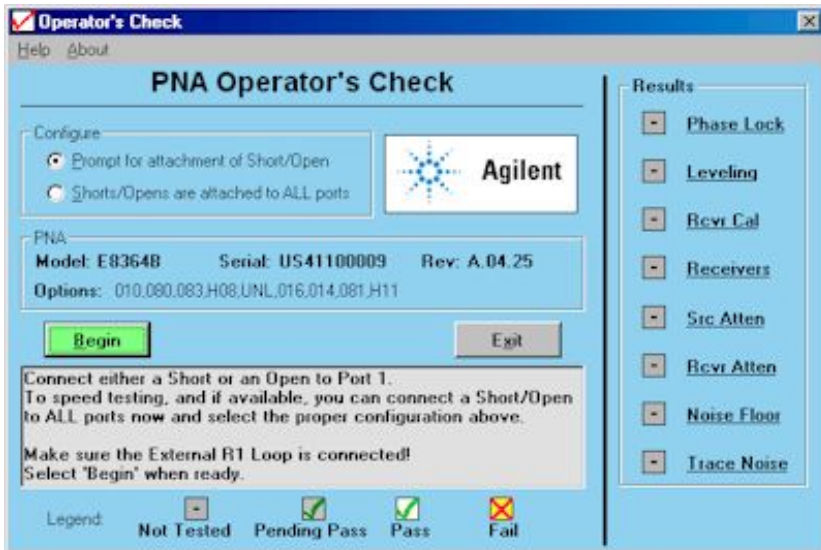 Operator's Check
Help About
PNA Operator's Check
Configure
Prompt for attachment of Short/Open
Shorts/Opens are attached to ALL ports
Agilent
PNA
Model: E8364B Serial: US41100009 Rev: A.04.25
Options: 010,080,083,H08,UNL,016,014,081,H11
Begin
Exit
Connect either a Short or an Open to Port 1.
To speed testing, and if available, you can connect a Short/Open
to ALL ports now and select the proper configuration above.
Make sure the External R1 Loop is connected!
Select 'Begin' when ready.
Legend:
Not Tested
Pending Pass
Pass
Fail
Results
Phase Lock
Leveling
Rcvr Cal
Receivers
Src Atten
Rcvr Atten
Noise Floor
Trace Noise